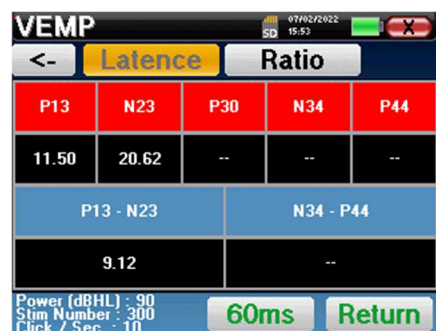 VEMP
SD
07/02/2022
15:53
X
<- Latence Ratio
P13 N23 P30 N34 P44
11.50 20.62 -- -- --
P13 - N23 N34 - P44
9.12 --
Power (dBHL) : 90
Stim Number : 300
Click / Sec : 10
60ms Return